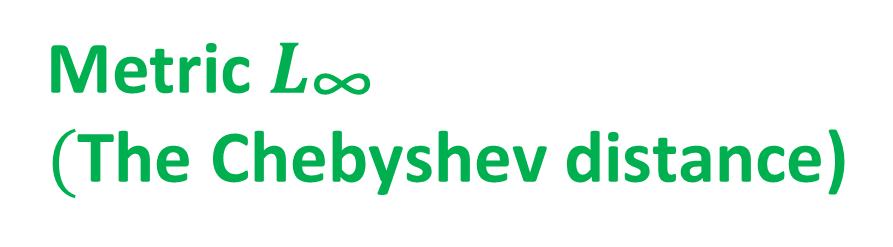 Metric L∞
(The Chebyshev distance)